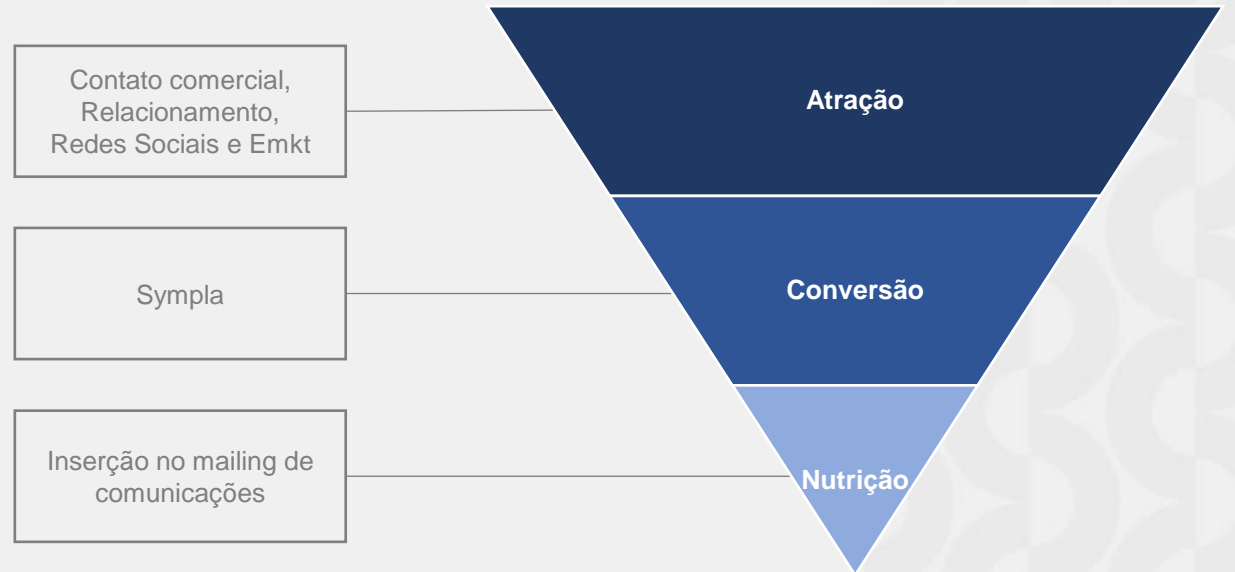 Contato comercial,
Relacionamento,
Redes Sociais e Emkt
Atração
Sympla
Conversão
Inserção no mailing de
comunicações
Nutrição